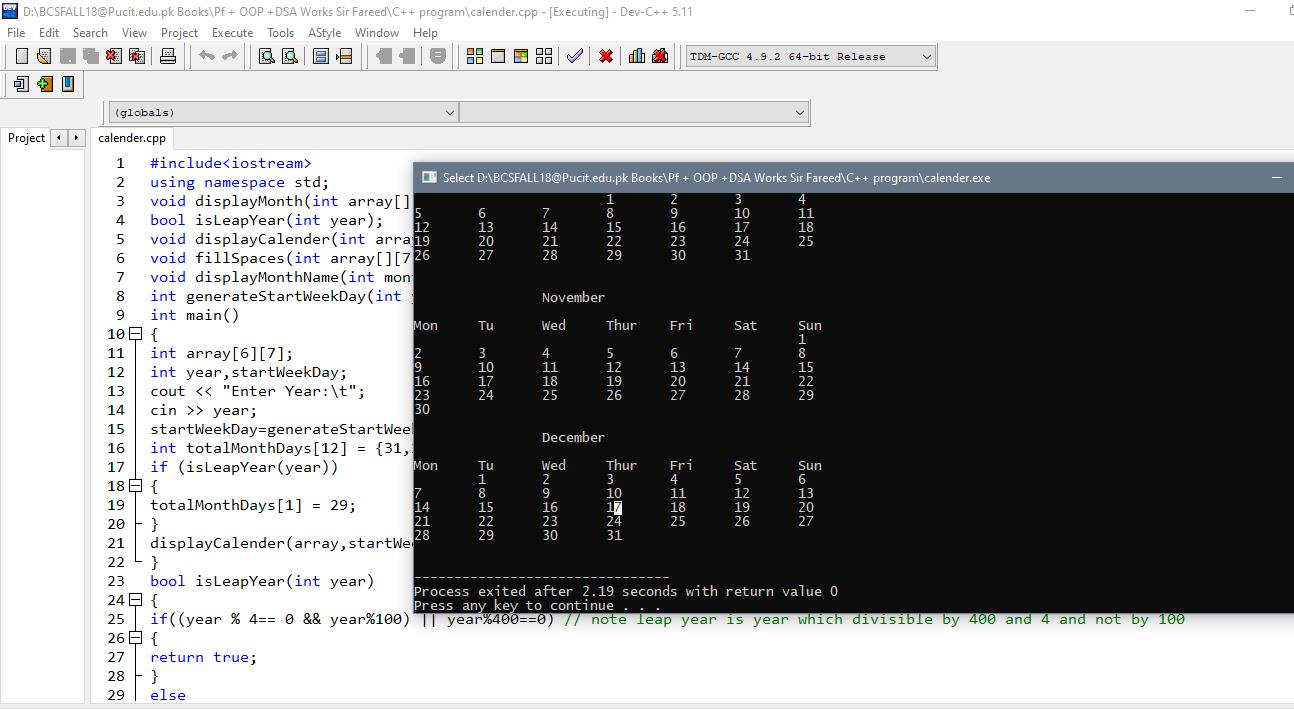 D:\BCSFALL18@Pucit.edu.pk Books\Pf + OOP +DSA Works Sir Fareed\C++ program\calender.cpp - [Executing] - Dev-C++ 5.11
File Edit Search View Project Execute Tools AStyle Window Help
TDM-GCC 4.9.2 64-bit Release
(globals)
Project calender.cpp
1 #include<iostream>
2 using namespace std;
3 void displayMonth(int array[]
4 bool isLeapYear(int year);
5 void displayCalender(int arra
6 void fillSpaces(int array[][7
7 void displayMonthName(int mon
8 int generateStartWeekDay(int
9 int main()
10 {
11 int array[6][7];
12 int year,startWeekDay;
13 cout << "Enter Year:\t";
14 cin >> year;
15 startWeekDay=generateStartWee
16 int totalMonthDays[12] = {31,
17 if (isLeapYear(year))
18 {
19 totalMonthDays[1] = 29;
20 }
21 displayCalender(array,startWe
22 }
23 bool isLeapYear(int year)
24 {
25 if((year % 4== 0 && year%100) || year%400==0) // note leap year is year which divisible by 400 and 4 and not by 100
26 {
27 return true;
28 }
29 else
Select D:\BCSFALL18@Pucit.edu.pk Books\Pf + OOP +DSA Works Sir Fareed\C++ program\calender.exe
1 2 3 4
5 6 7 8 9 10 11
12 13 14 15 16 17 18
19 20 21 22 23 24 25
26 27 28 29 30 31
November
Mon Tu Wed Thur Fri Sat Sun
1
2 3 4 5 6 7 8
9 10 11 12 13 14 15
16 17 18 19 20 21 22
23 24 25 26 27 28 29
30
December
Mon Tu Wed Thur Fri Sat Sun
1 2 3 4 5 6
7 8 9 10 11 12 13
14 15 16 17 18 19 20
21 22 23 24 25 26 27
28 29 30 31
--------------------------------
Process exited after 2.19 seconds with return value 0
Press any key to continue . . .